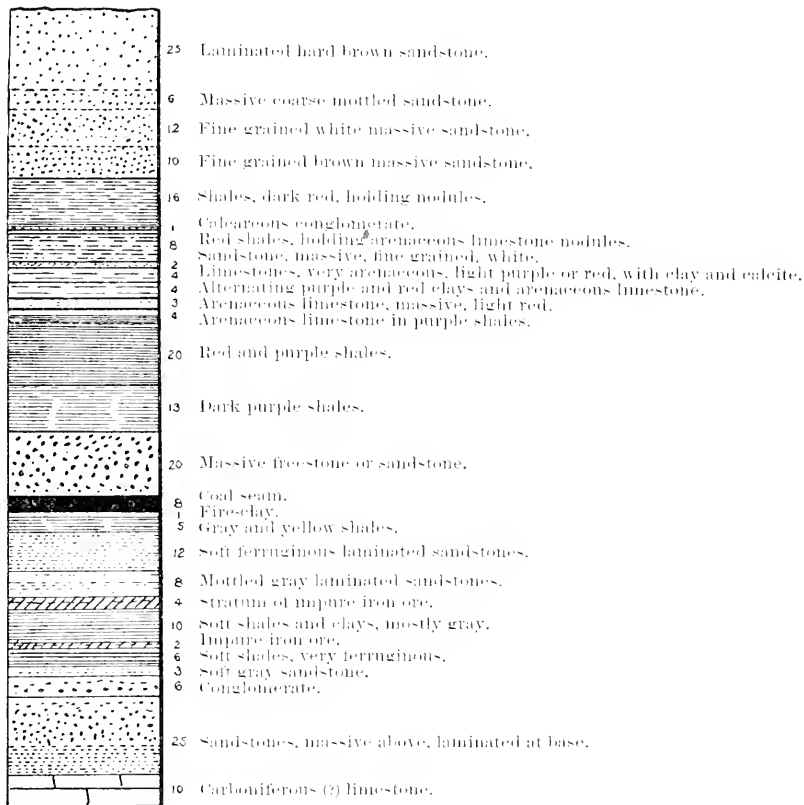 25 Laminated hard brown sandstone.
6 Massive coarse mottled sandstone.
12 Fine grained white massive sandstone.
10 Fine grained brown massive sandstone.
16 Shales, dark red, holding nodules.
1 Calcareous conglomerate.
8 Red shales, holding arenaceous limestone nodules.
2 Sandstone, massive, fine grained, white.
4 Limestones, very arenaceous, light purple or red, with clay and calcite.
4 Alternating purple and red clays and arenaceous limestone.
3 Arenaceous limestone, massive, light red.
4 Arenaceous limestone in purple shales.
20 Red and purple shales.
13 Dark purple shales.
20 Massive freestone or sandstone.
8 Coal seam.
1 Fire-clay.
5 Gray and yellow shales.
12 Soft ferruginous laminated sandstones.
8 Mottled gray laminated sandstones.
4 Stratum of impure iron ore.
10 Soft shales and clays, mostly gray.
2 Impure iron ore.
6 Soft shales, very ferruginous.
3 Soft gray sandstone.
6 Conglomerate.
25 Sandstones, massive above, laminated at base.
10 Carboniferous (?) limestone.